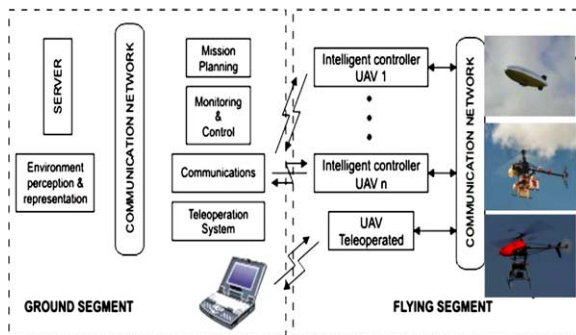 SERVER
Environment
perception &
representation
COMMUNICATION NETWORK
Mission
Planning
Monitoring
&
Control
Communications
Teleoperation
System
GROUND SEGMENT
Intelligent controller
UAV 1
Intelligent controller
UAV n
UAV
Teleoperated
COMMUNICATION NETWORK
FLYING SEGMENT